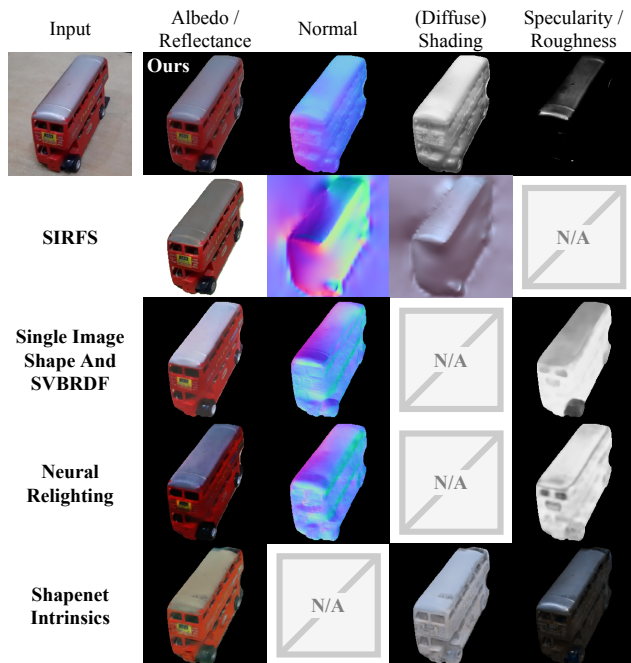 Input
Albedo /
Reflectance
Normal
(Diffuse)
Shading
Specularity /
Roughness
Ours
SIRFS
N/A
Single Image
Shape And
SVBRDF
N/A
Neural
Relighting
N/A
Shapenet
Intrinsics
N/A